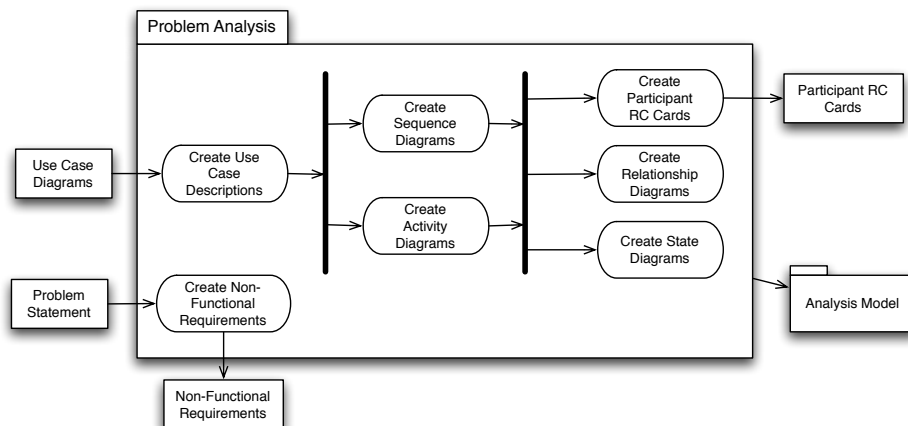 Problem Analysis
Create
Participant
RC Cards
Participant RC
Cards
Create
Sequence
Diagrams
Use Case
Diagrams
Create Use
Case
Descriptions
Create
Relationship
Diagrams
Create
Activity
Diagrams
Create State
Diagrams
Problem
Statement
Create Non-
Functional
Requirements
Analysis Model
Non-Functional
Requirements